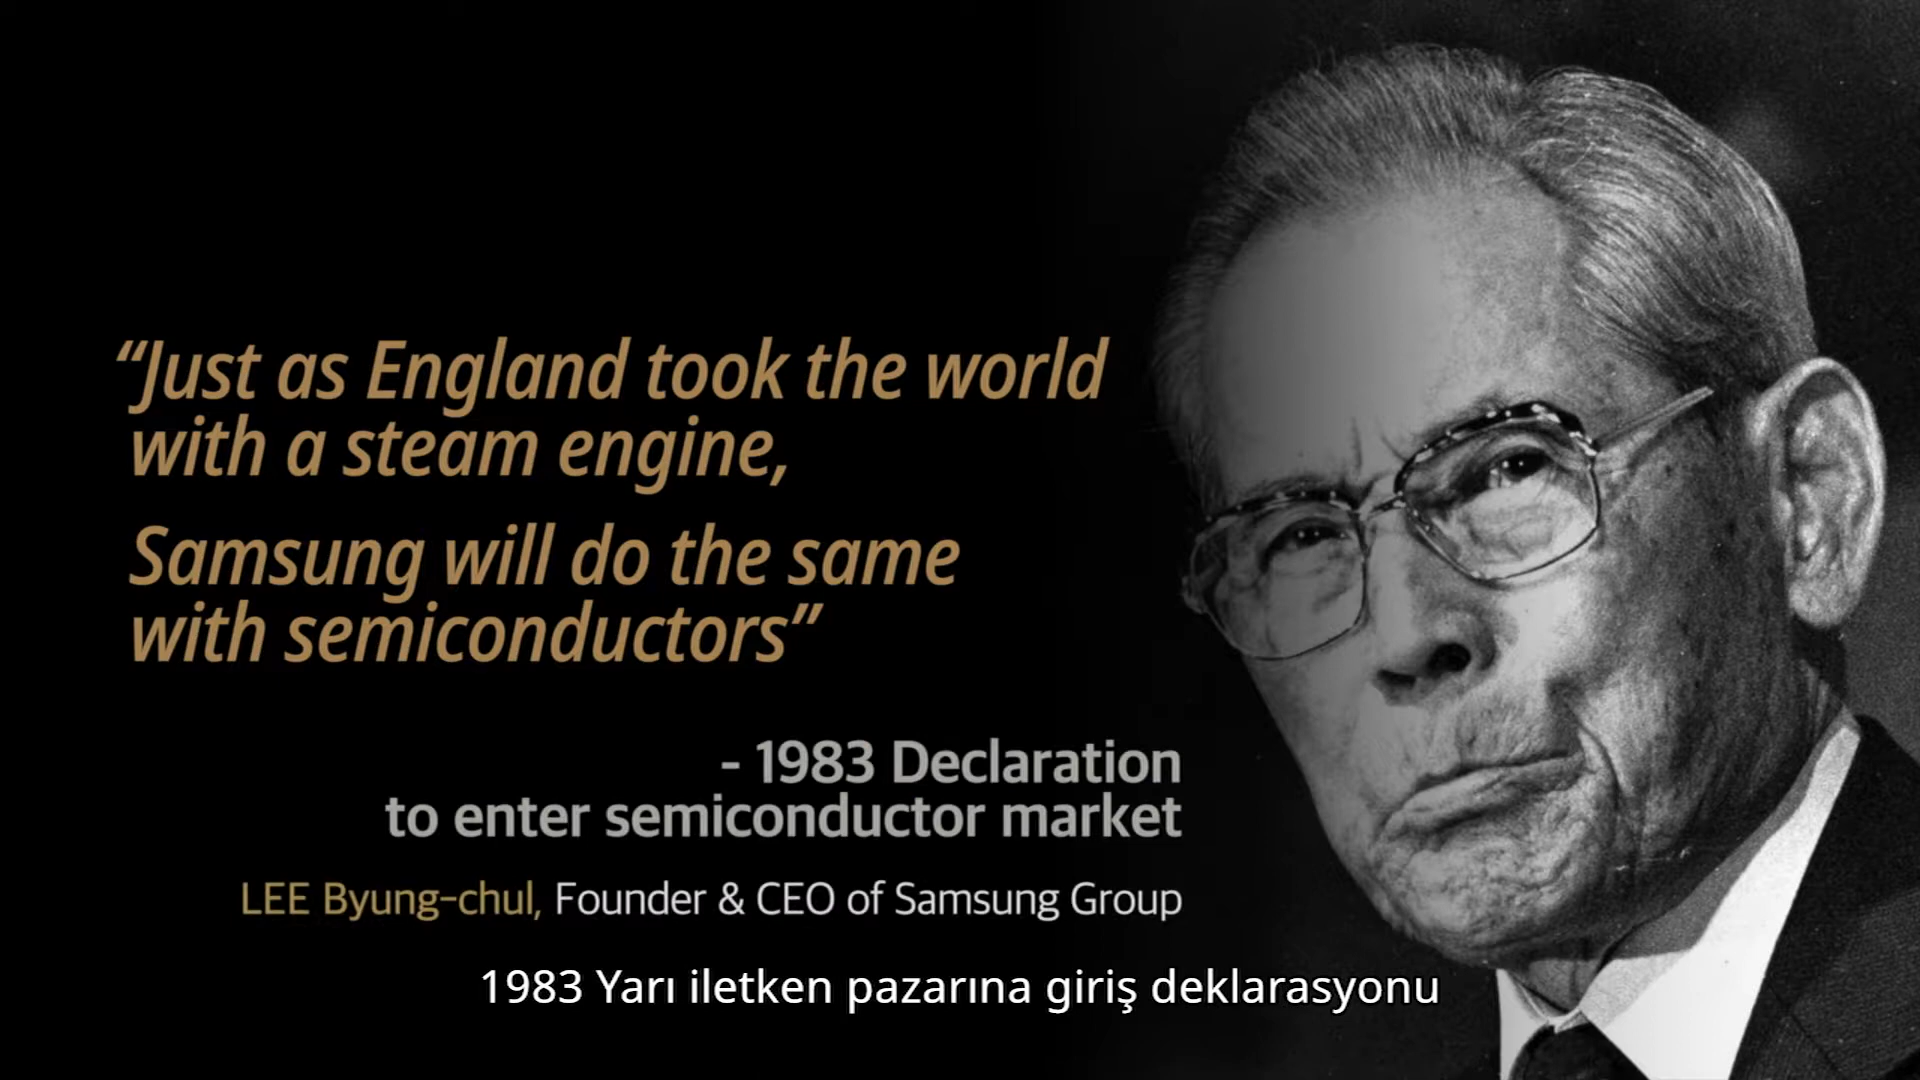 “Just as England took the world
with a steam engine,
Samsung will do the same
with semiconductors”
- 1983 Declaration
to enter semiconductor market
LEE Byung-chul, Founder & CEO of Samsung Group
1983 Yarı iletken pazarına giriş deklarasyonu